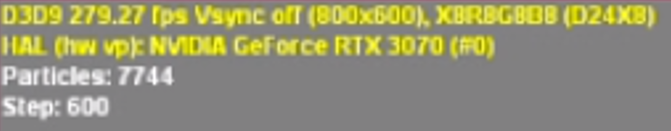 D3D9 279.27 fps Vsync off (800x600), X8R8G8B8 (D24X8)
HAL (hw vp): NVIDIA GeForce RTX 3070 (#0)
Particles: 7744
Step: 600